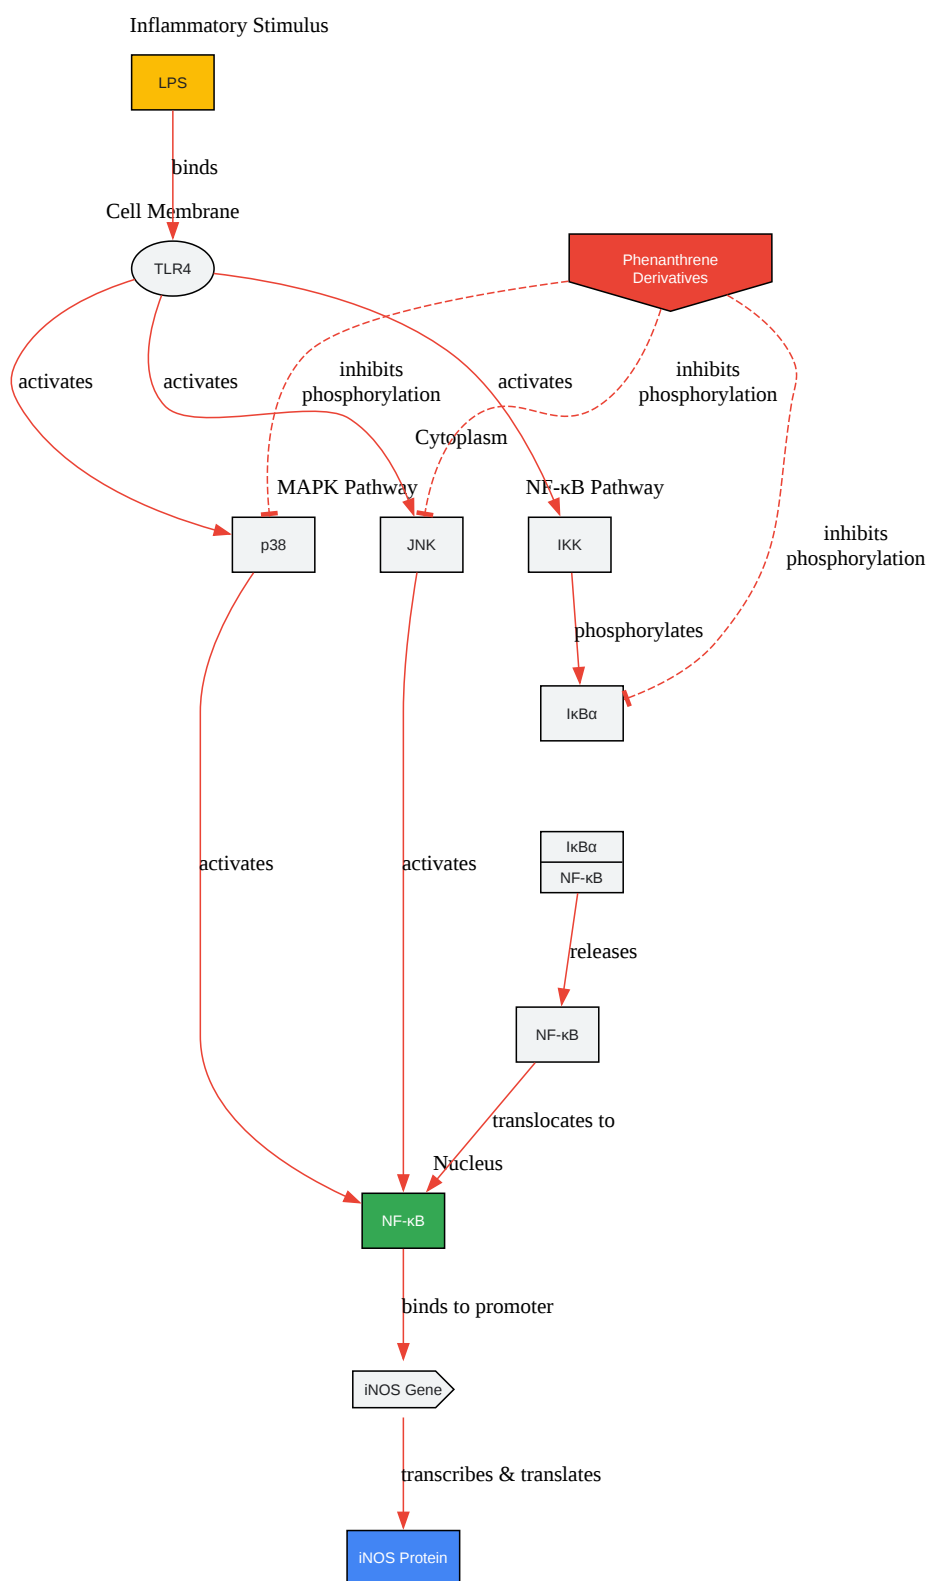 Inflammatory Stimulus
LPS
binds
Cell Membrane
TLR4
Phenanthrene
Derivatives
activates
activates
inhibits
phosphorylation
activates
inhibits
phosphorylation
Cytoplasm
MAPK Pathway
NF-κB Pathway
inhibits
phosphorylation
p38
JNK
IKK
phosphorylates
IκBα
IκBα
NF-κB
activates
activates
releases
NF-κB
translocates to
Nucleus
NF-κB
binds to promoter
iNOS Gene
transcribes & translates
iNOS Protein